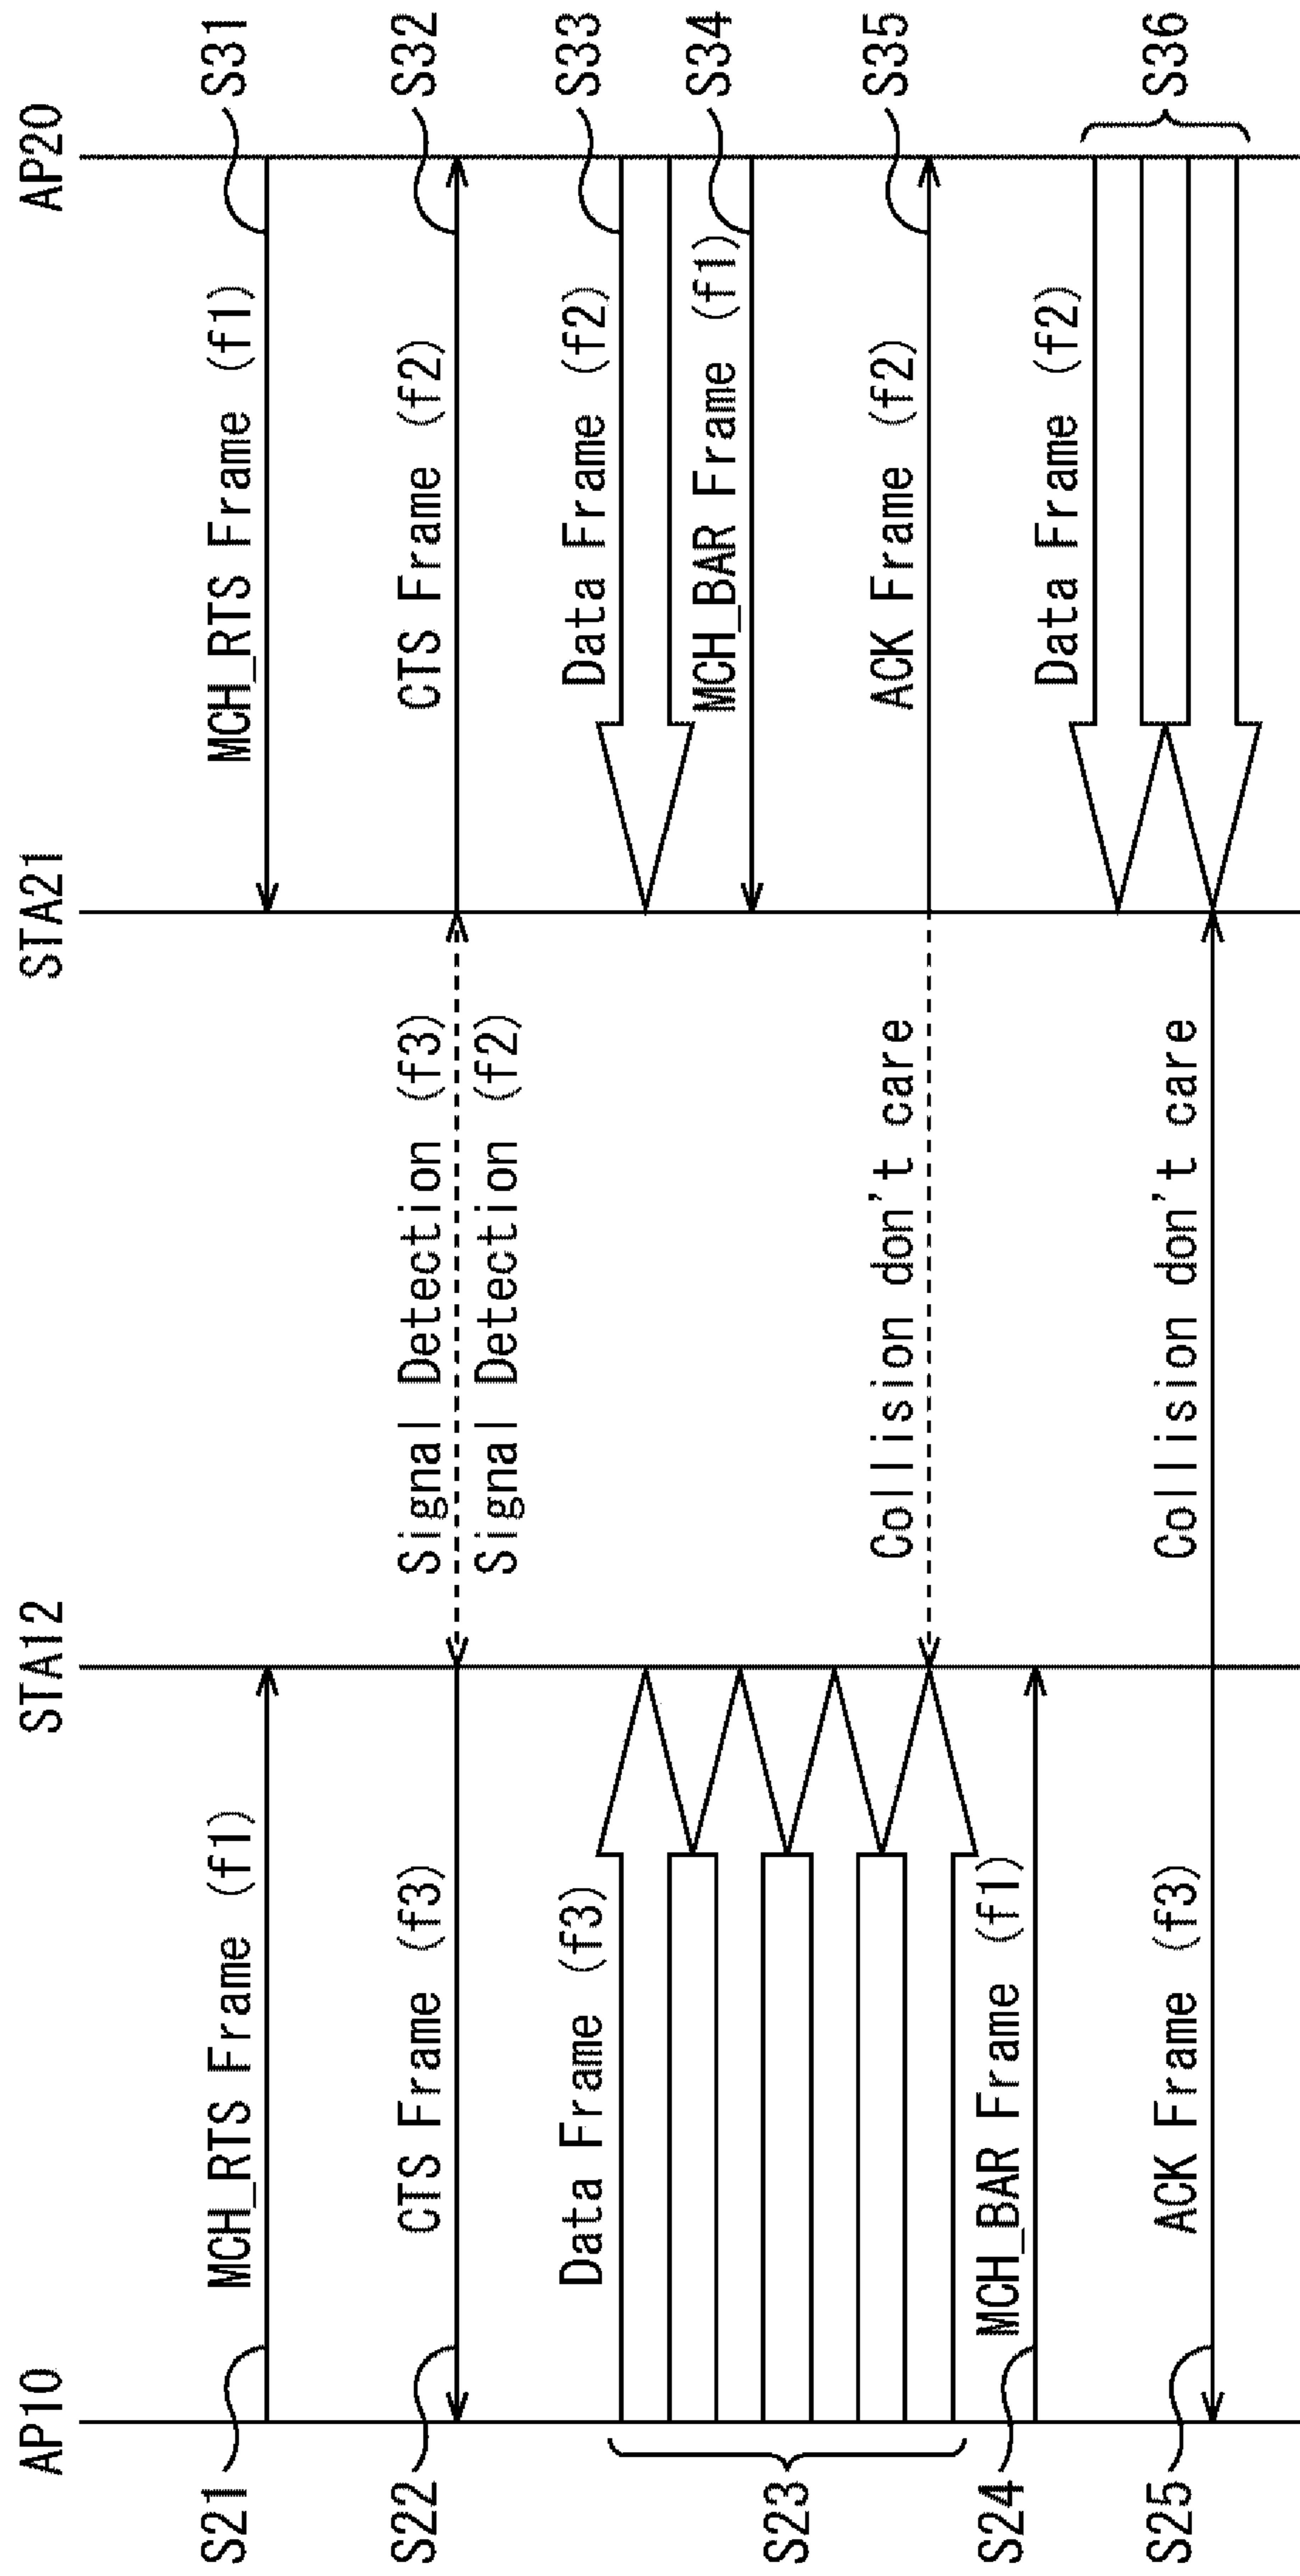 AP10
STA12
STA21
AP20
S21
MCH_RTS Frame (f1)
MCH_RTS Frame (f1)
S31
S22
CTS Frame (f3)
Signal Detection (f3)
Signal Detection (f2)
CTS Frame (f2)
S32
S23
Data Frame (f3)
Data Frame (f2)
S33
MCH_BAR Frame (f1)
S34
Collision don't care
ACK Frame (f2)
S35
S24
MCH_BAR Frame (f1)
Data Frame (f2)
S36
S25
ACK Frame (f3)
Collision don't care